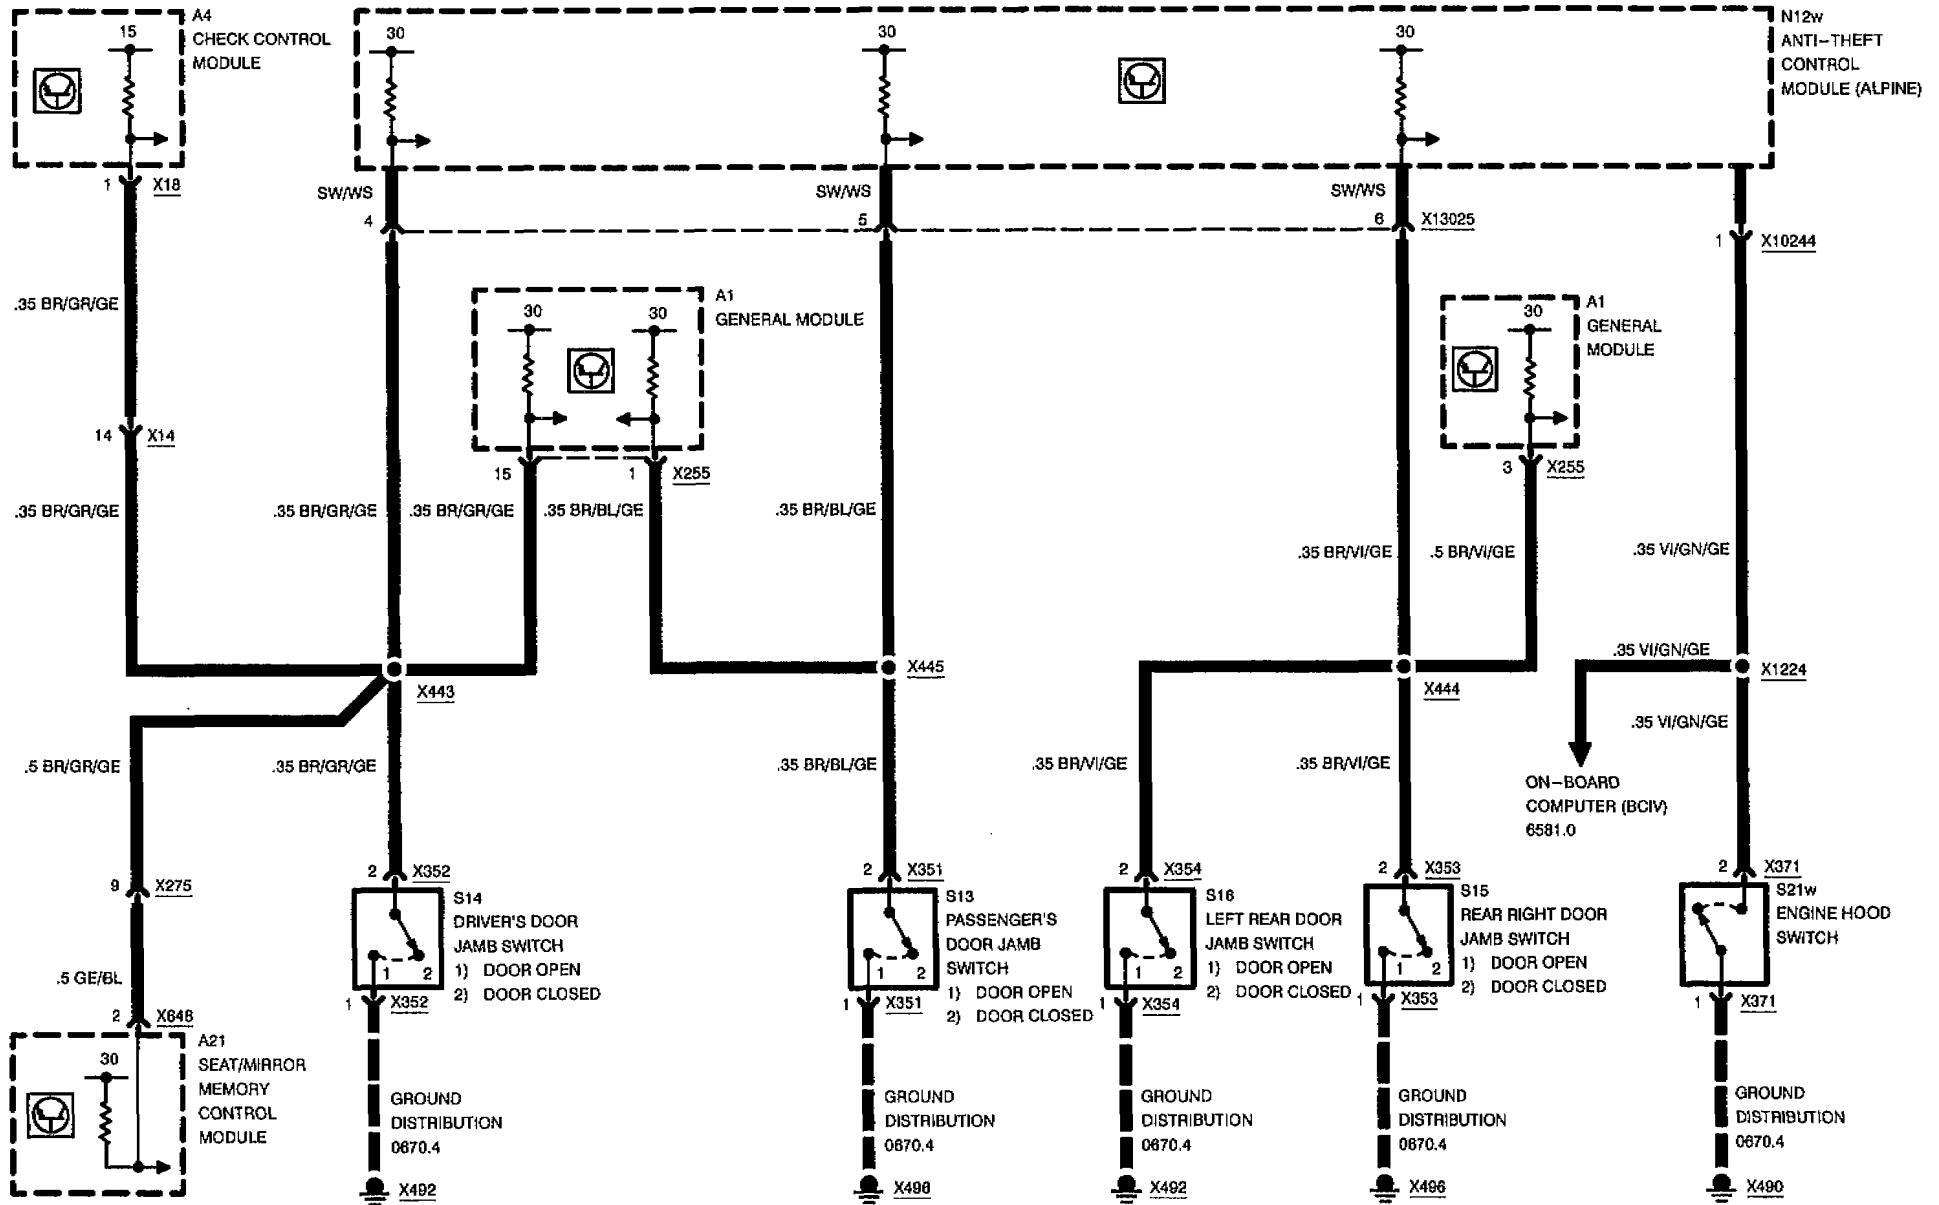 A4
CHECK CONTROL
MODULE
15
30
30
30
N12w
ANTI-THEFT
CONTROL
MODULE (ALPINE)
1
X18
SW/WS
SW/WS
SW/WS
4
5
6
X13025
1
X10244
.35 BR/GR/GE
30
30
A1
GENERAL MODULE
30
A1
GENERAL
MODULE
14
X14
15
1
X255
3
X255
.35 BR/GR/GE
.35 BR/GR/GE
.35 BR/GR/GE
.35 BR/BL/GE
.35 BR/BL/GE
.35 BR/VI/GE
.5 BR/VI/GE
.35 VI/GN/GE
.35 VI/GN/GE
X443
X445
X444
X1224
.35 VI/GN/GE
.5 BR/GR/GE
.35 BR/GR/GE
.35 BR/BL/GE
.35 BR/VI/GE
.35 BR/VI/GE
ON-BOARD
COMPUTER (BCIV)
6581.0
9
X275
2
X352
2
X351
2
X354
2
X353
2
X371
S14
DRIVER'S DOOR
JAMB SWITCH
1) DOOR OPEN
2) DOOR CLOSED
1
2
S13
PASSENGER'S
DOOR JAMB
SWITCH
1) DOOR OPEN
2) DOOR CLOSED
1
2
S16
LEFT REAR DOOR
JAMB SWITCH
1) DOOR OPEN
2) DOOR CLOSED
1
2
S15
REAR RIGHT DOOR
JAMB SWITCH
1) DOOR OPEN
2) DOOR CLOSED
1
2
S21w
ENGINE HOOD
SWITCH
.5 GE/BL
2
X648
1
X352
1
X351
1
X354
1
X353
1
X371
A21
SEAT/MIRROR
MEMORY
CONTROL
MODULE
30
GROUND
DISTRIBUTION
0670.4
GROUND
DISTRIBUTION
0670.4
GROUND
DISTRIBUTION
0670.4
GROUND
DISTRIBUTION
0670.4
GROUND
DISTRIBUTION
0670.4
X492
X496
X492
X496
X490